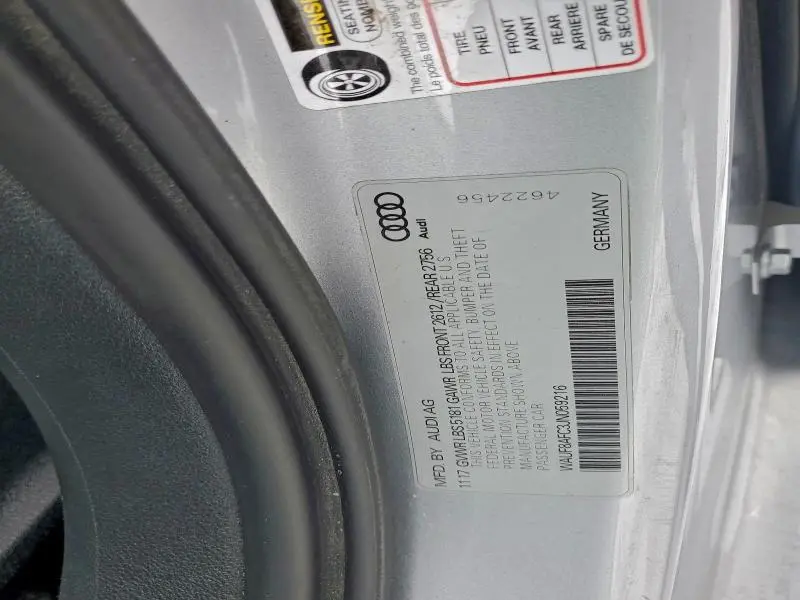 RENS
SEATIN
NOMB
The combined weight
Le poids total des
TIRE
PNEU
FRONT
AVANT
REAR
ARRIERE
SPARE
DE SECOU
Audi
MFD. BY AUDI AG
1117 GVWR LBS 5181 GAWR LBS FRONT 2612 / REAR 2756
THIS VEHICLE CONFORMS TO ALL APPLICABLE U.S.
FEDERAL MOTOR VEHICLE SAFETY, BUMPER AND THEFT
PREVENTION STANDARDS IN EFFECT ON THE DATE OF
MANUFACTURE SHOWN ABOVE
PASSENGER CAR
WAUF8AFC3JN059216
GERMANY
4622456